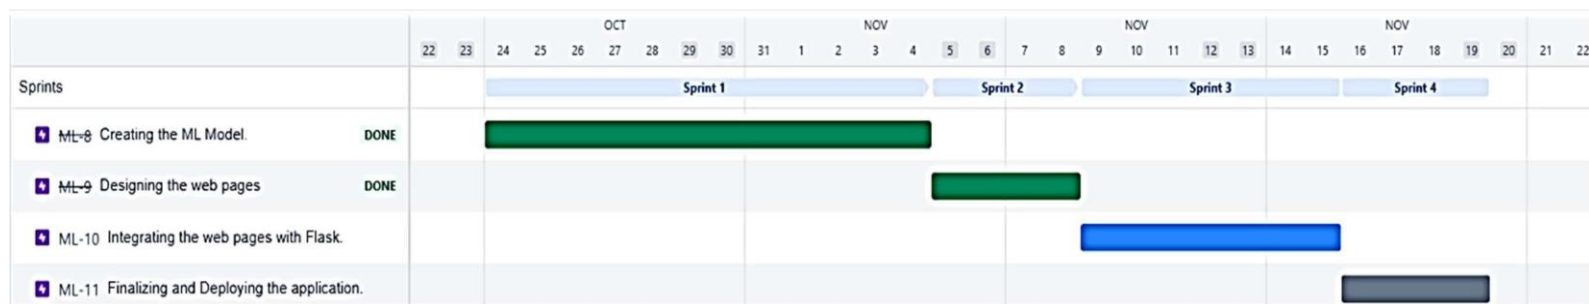 OCT NOV NOV NOV
22 23 24 25 26 27 28 29 30 31 1 2 3 4 5 6 7 8 9 10 11 12 13 14 15 16 17 18 19 20 21 22
Sprints Sprint 1 Sprint 2 Sprint 3 Sprint 4
ML-8 Creating the ML Model. DONE
ML-9 Designing the web pages DONE
ML-10 Integrating the web pages with Flask.
ML-11 Finalizing and Deploying the application.